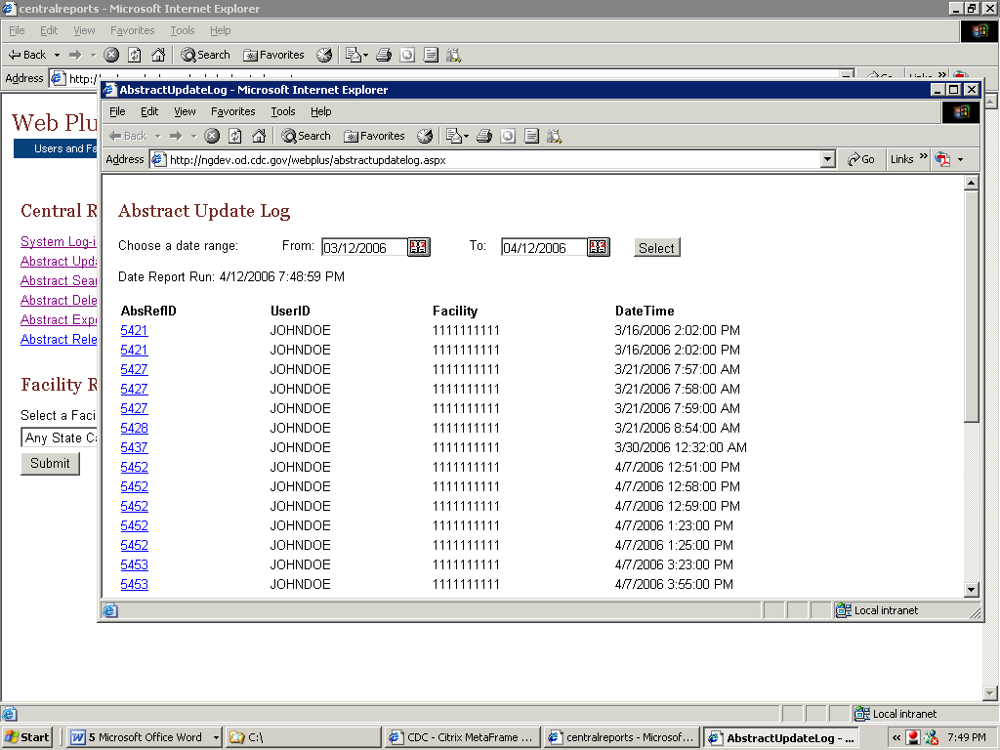 centralreports - Microsoft Internet Explorer
File Edit View Favorites Tools Help
Back Search Favorites
Address http:/ Links »
Web Plu
Users and Fa
Central R
System Log-i
Abstract Upda
Abstract Sear
Abstract Dele
Abstract Expo
Abstract Rele
Facility R
Select a Faci
Any State Ca
Submit
AbstractUpdateLog - Microsoft Internet Explorer
File Edit View Favorites Tools Help
Back Search Favorites
Address http://ngdev.od.cdc.gov/webplus/abstractupdatelog.aspx Go Links »
Abstract Update Log
Choose a date range: From: 03/12/2006 To: 04/12/2006 Select
Date Report Run: 4/12/2006 7:48:59 PM
AbsRefID UserID Facility DateTime
5421 JOHNDOE 1111111111 3/16/2006 2:02:00 PM
5421 JOHNDOE 1111111111 3/16/2006 2:02:00 PM
5427 JOHNDOE 1111111111 3/21/2006 7:57:00 AM
5427 JOHNDOE 1111111111 3/21/2006 7:58:00 AM
5427 JOHNDOE 1111111111 3/21/2006 7:59:00 AM
5428 JOHNDOE 1111111111 3/21/2006 8:54:00 AM
5437 JOHNDOE 1111111111 3/30/2006 12:32:00 AM
5452 JOHNDOE 1111111111 4/7/2006 12:51:00 PM
5452 JOHNDOE 1111111111 4/7/2006 12:58:00 PM
5452 JOHNDOE 1111111111 4/7/2006 12:59:00 PM
5452 JOHNDOE 1111111111 4/7/2006 1:23:00 PM
5452 JOHNDOE 1111111111 4/7/2006 1:25:00 PM
5453 JOHNDOE 1111111111 4/7/2006 3:23:00 PM
5453 JOHNDOE 1111111111 4/7/2006 3:55:00 PM
Local intranet
Local intranet
Start 5 Microsoft Office Word C:\ CDC - Citrix MetaFrame ... centralreports - Microsof... AbstractUpdateLog - ... « 7:49 PM